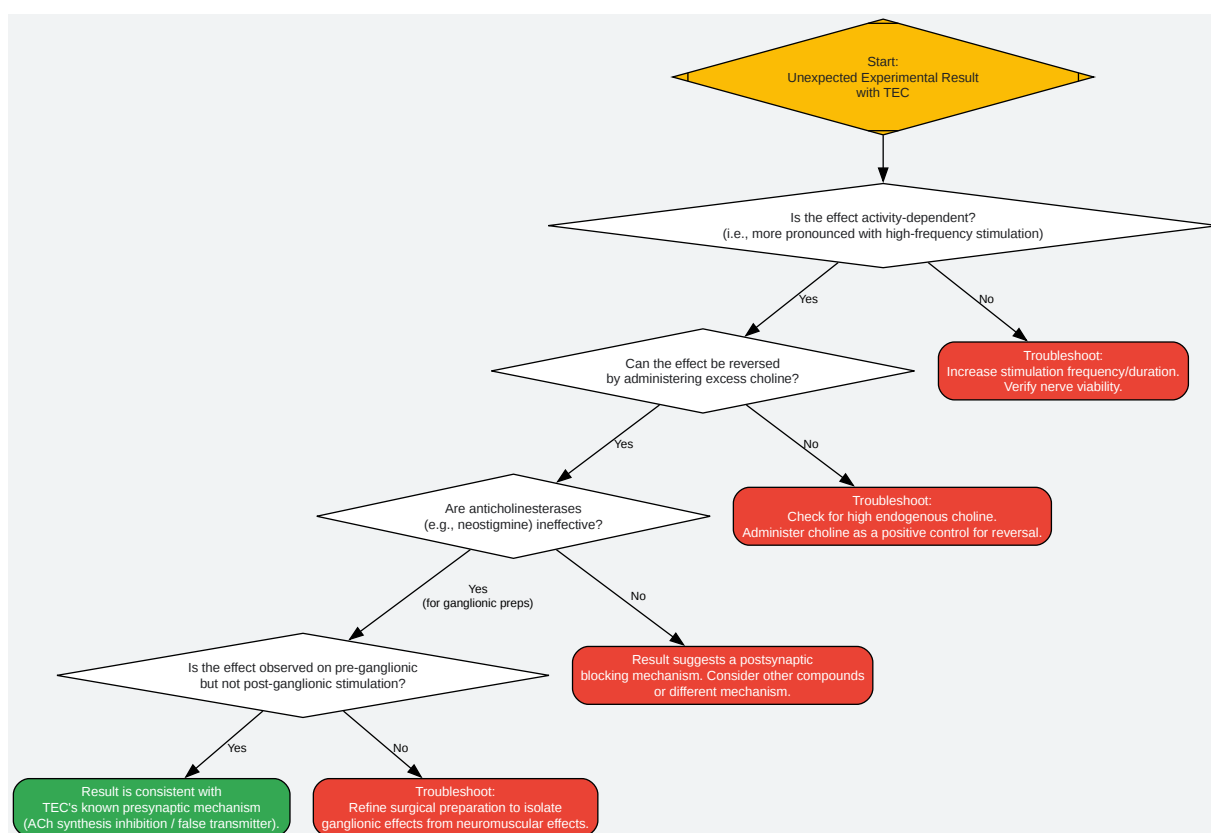 Start:
Unexpected Experimental Result
with TEC
Is the effect activity-dependent?
(i.e., more pronounced with high-frequency stimulation)
Yes
No
Can the effect be reversed
by administering excess choline?
Troubleshoot:
Increase stimulation frequency/duration.
Verify nerve viability.
Yes
No
Are anticholinesterases
(e.g., neostigmine) ineffective?
Troubleshoot:
Check for high endogenous choline.
Administer choline as a positive control for reversal.
Yes
(for ganglionic preps)
No
Is the effect observed on pre-ganglionic
but not post-ganglionic stimulation?
Result suggests a postsynaptic
blocking mechanism. Consider other compounds
or different mechanism.
Yes
No
Result is consistent with
TEC's known presynaptic mechanism
(ACh synthesis inhibition / false transmitter).
Troubleshoot:
Refine surgical preparation to isolate
ganglionic effects from neuromuscular effects.